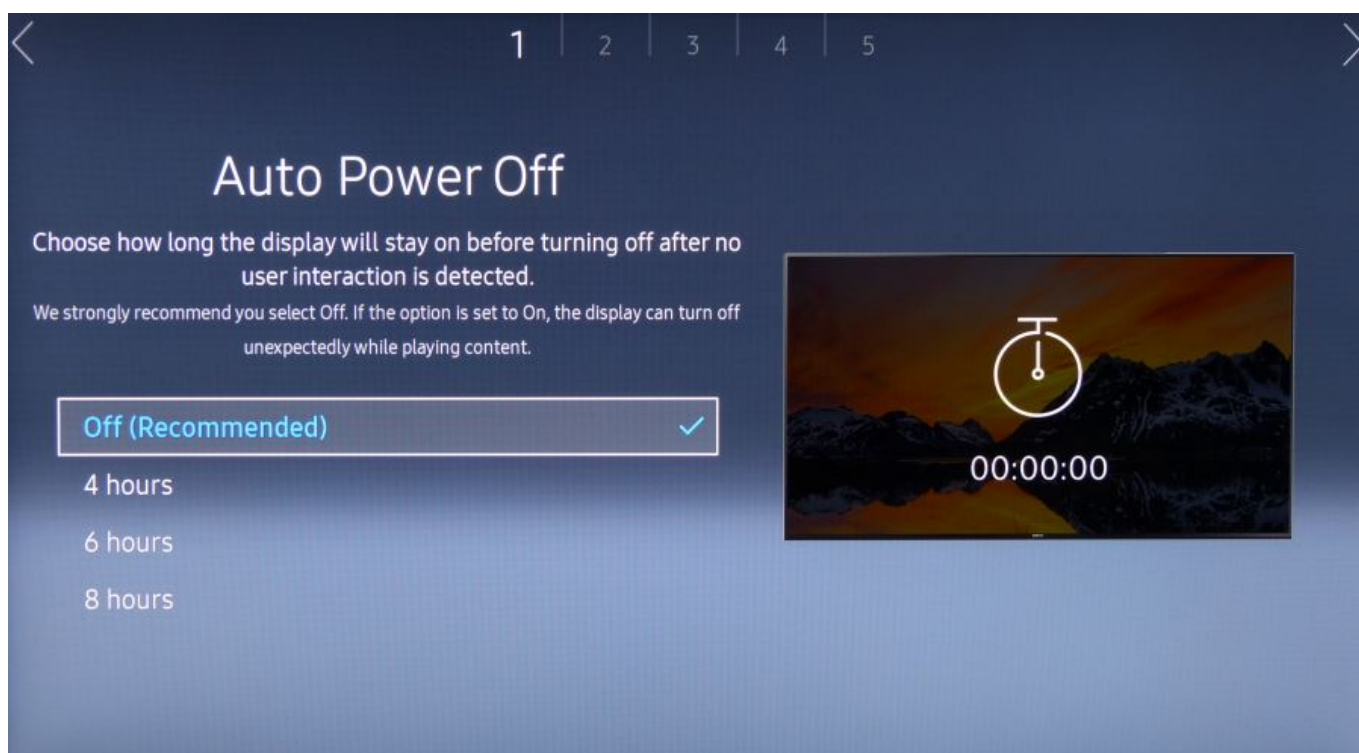 1 2 3 4 5
Auto Power Off
Choose how long the display will stay on before turning off after no
user interaction is detected.
We strongly recommend you select Off. If the option is set to On, the display can turn off
unexpectedly while playing content.
Off (Recommended)
4 hours
6 hours
8 hours
00:00:00